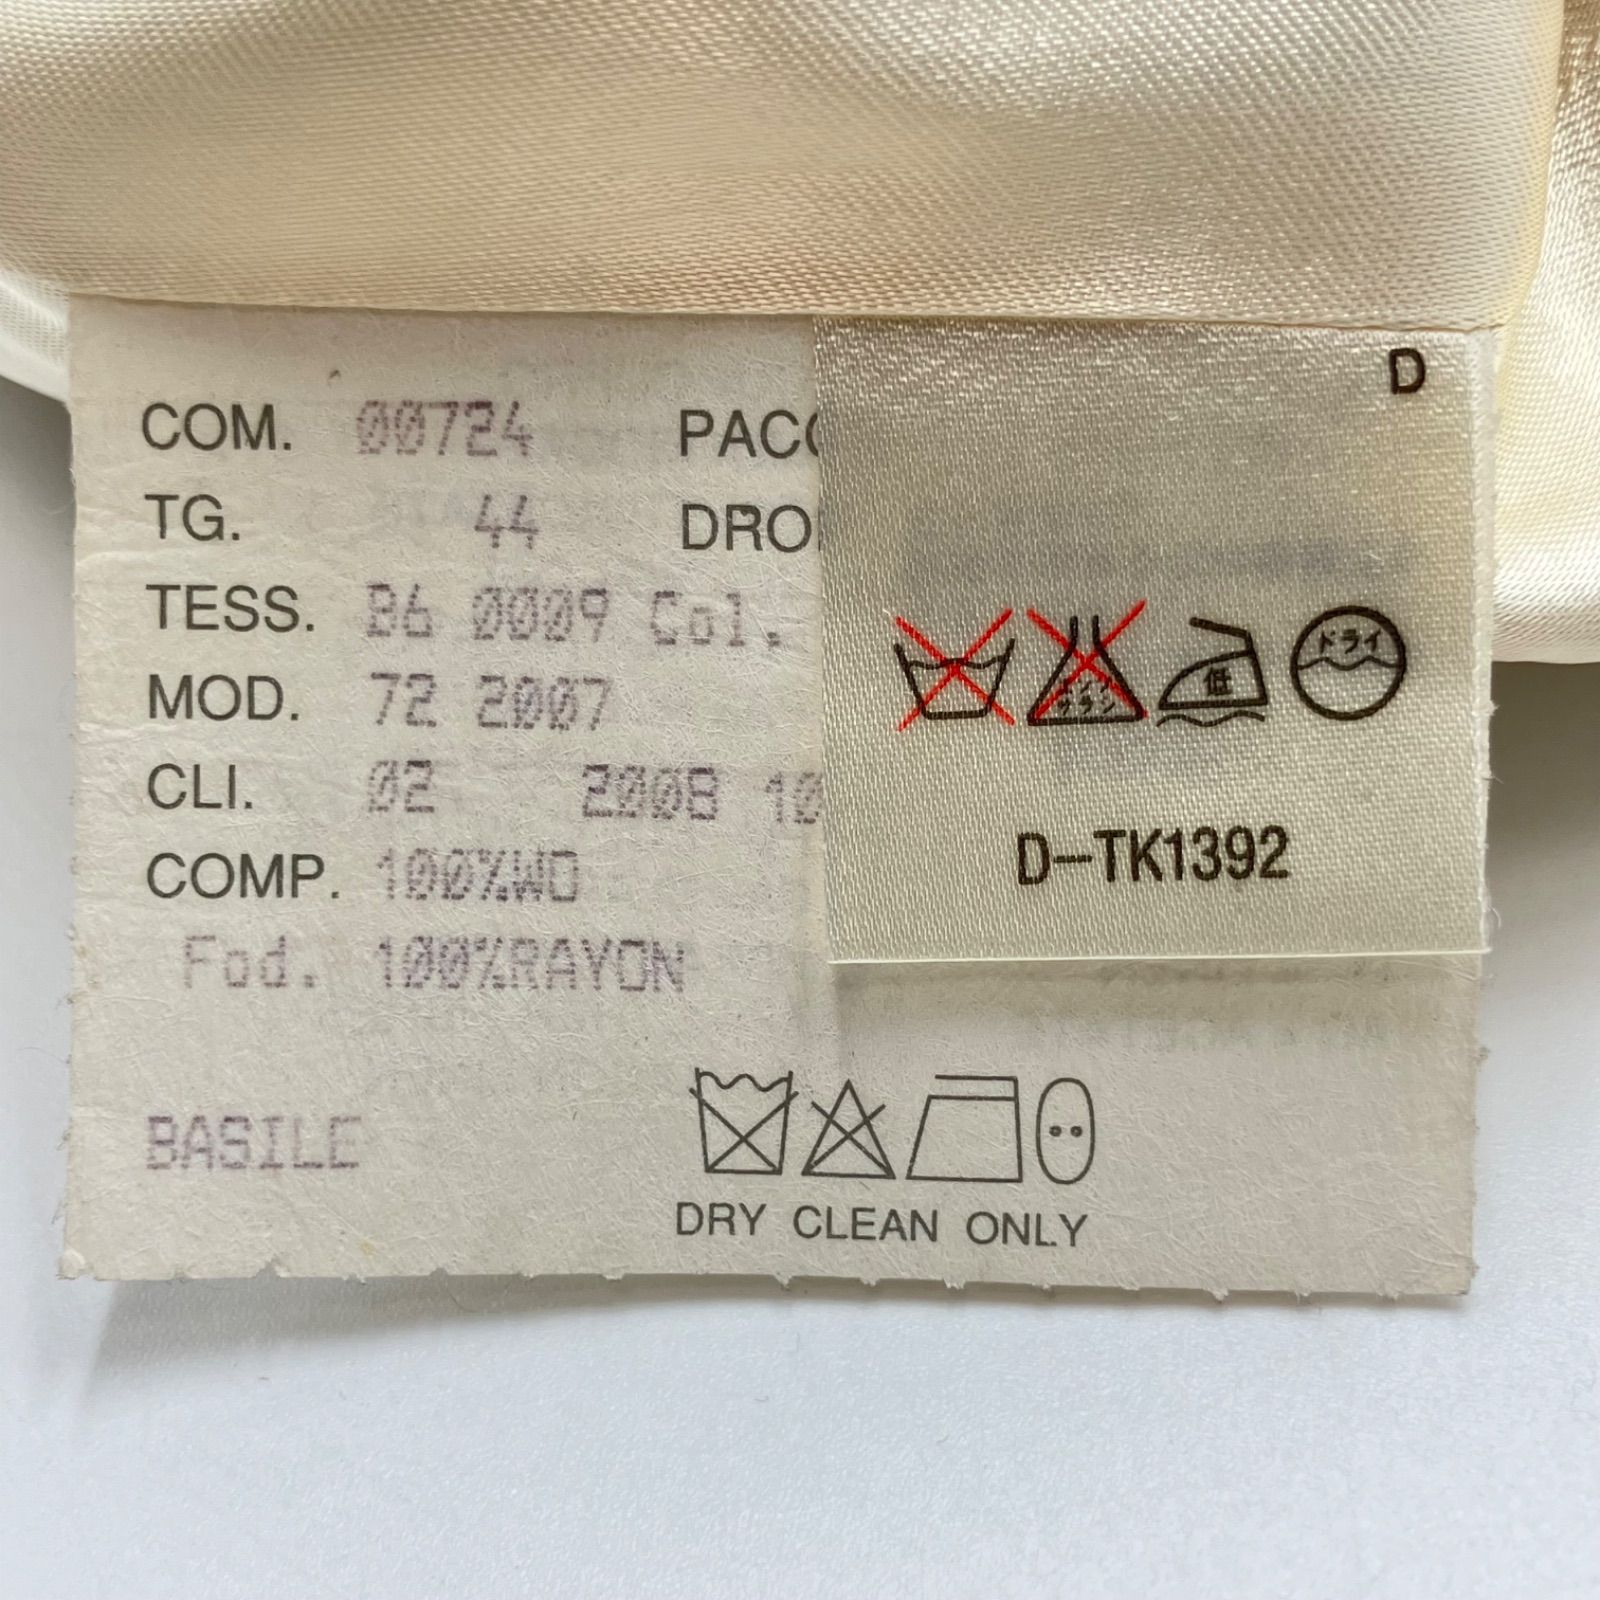 D
COM. 00724 PACC
TG. 44 DRO
TESS. B6 0009 Col.
MOD. 72 2007
CLI. 02 2008 10
COMP. 100%WO
Fod. 100%RAYON
低
ドライ
D-TK1392
BASILE
DRY CLEAN ONLY